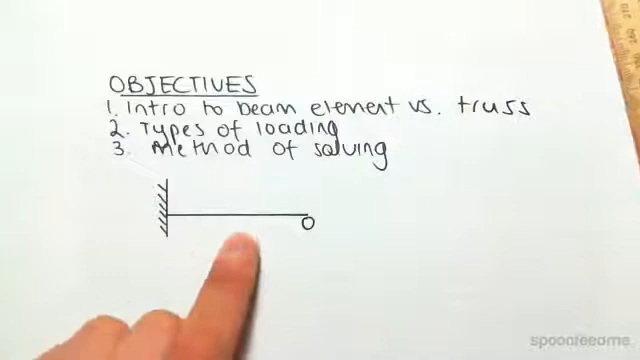 OBJECTIVES
1. Intro to beam element vs. truss
2. Types of loading
3. Method of solving
spoonfeedme